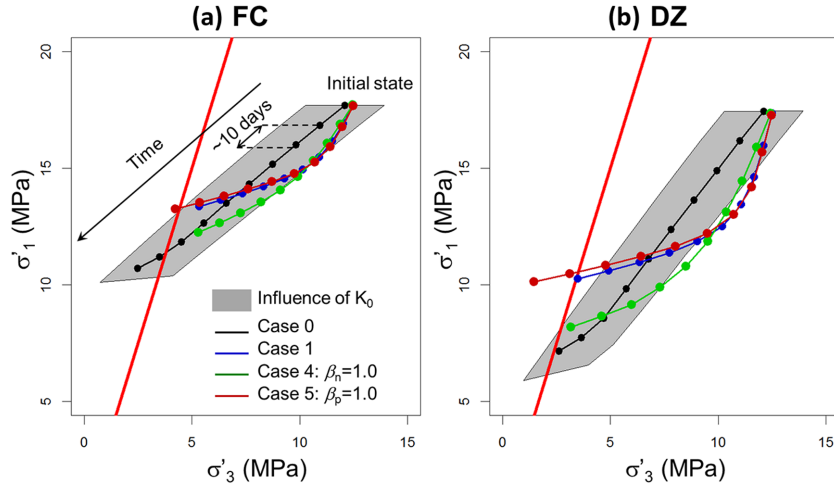 (a) FC
(b) DZ
20
15
10
5
σ'1 (MPa)
Initial state
~10 days
Time
Influence of K0
Case 0
Case 1
Case 4: βn=1.0
Case 5: βp=1.0
0
5
10
15
σ'3 (MPa)
20
15
10
5
σ'1 (MPa)
0
5
10
15
σ'3 (MPa)